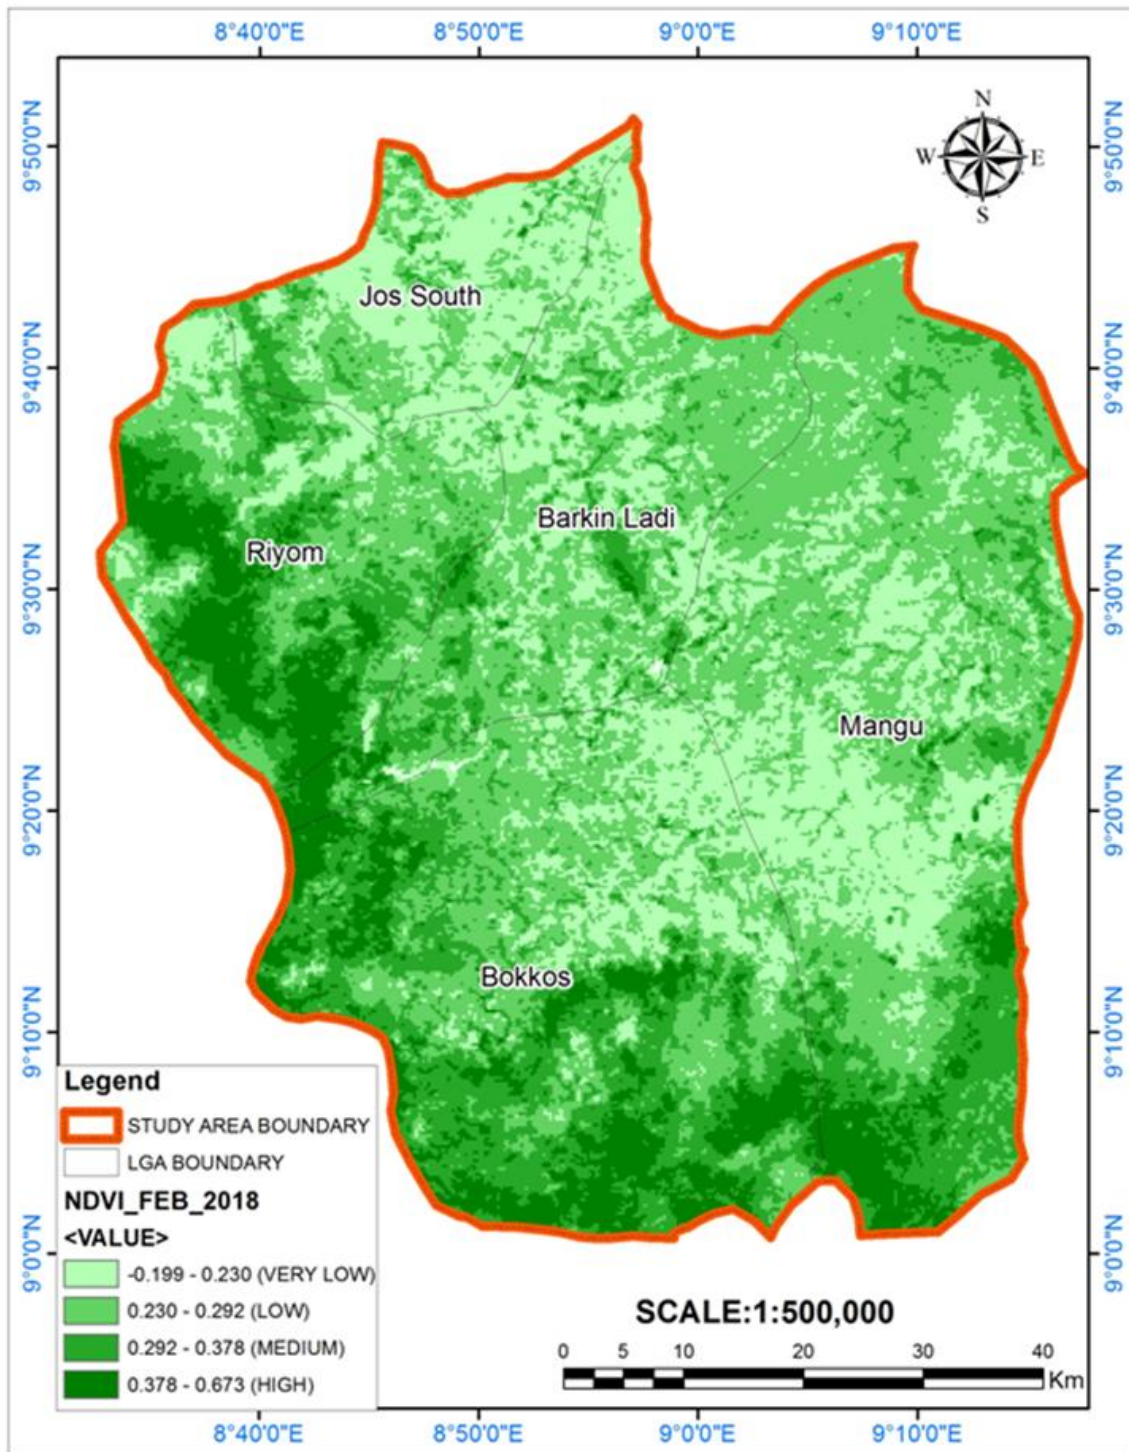 8°40'0"E 8°50'0"E 9°0'0"E 9°10'0"E
N
W E
S
9°50'0"N 9°50'0"N
Jos South
9°40'0"N 9°40'0"N
Barkin Ladi
Riyom
9°30'0"N 9°30'0"N
Mangu
9°20'0"N 9°20'0"N
Bokkos
9°10'0"N 9°10'0"N
Legend
STUDY AREA BOUNDARY
LGA BOUNDARY
NDVI_FEB_2018
<VALUE>
9°0'0"N 9°0'0"N
-0.199 - 0.230 (VERY LOW)
0.230 - 0.292 (LOW)
0.292 - 0.378 (MEDIUM)
0.378 - 0.673 (HIGH)
SCALE:1:500,000
0 5 10 20 30 40
Km
8°40'0"E 8°50'0"E 9°0'0"E 9°10'0"E